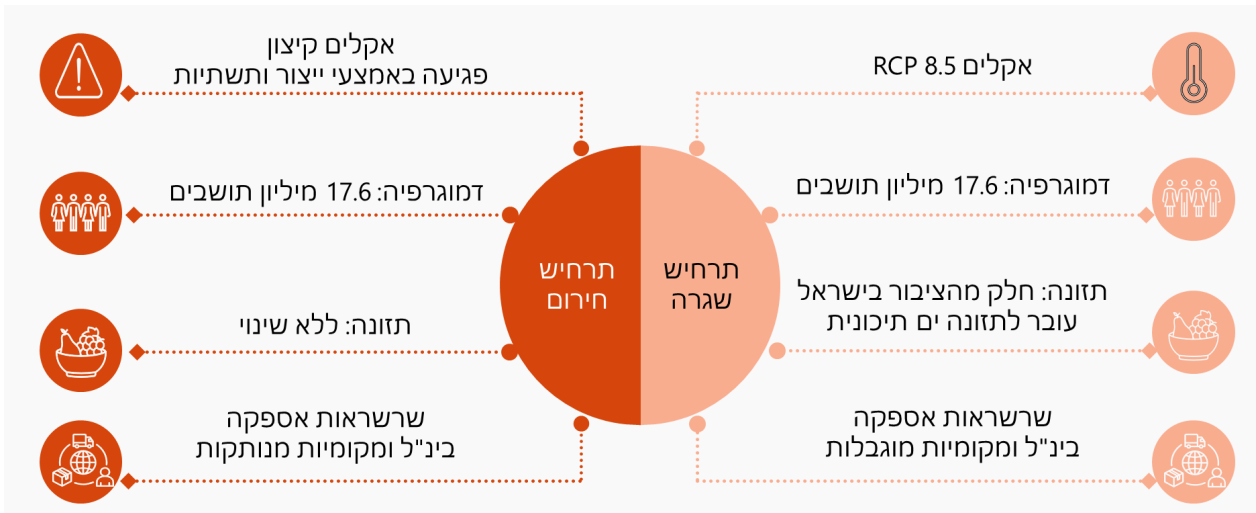 אקלים RCP 8.5
דמוגרפיה: 17.6 מיליון תושבים
תזונה: חלק מהציבור בישראל
עובר לתזונה ים תיכונית
שרשראות אספקה
בינ"ל ומקומיות מוגבלות
תרחיש
שגרה
תרחיש
חירום
אקלים קיצון
פגיעה באמצעי ייצור ותשתיות
דמוגרפיה: 17.6 מיליון תושבים
תזונה: ללא שינוי
שרשראות אספקה
בינ"ל ומקומיות מנותקות